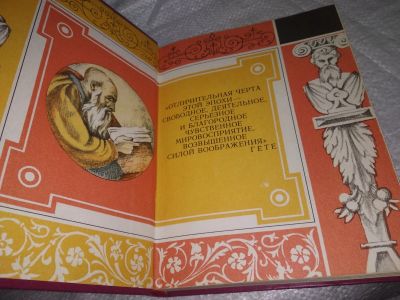 «ОТЛИЧИТЕЛЬНАЯ ЧЕРТА
ЭТОЙ ЭПОХИ —
СВОБОДНОЕ, ДЕЯТЕЛЬНОЕ,
СЕРЬЕЗНОЕ
И БЛАГОРОДНОЕ
ЧУВСТВЕННОЕ
МИРОВОСПРИЯТИЕ,
ВОЗВЫШЕННОЕ
СИЛОЙ ВООБРАЖЕНИЯ»
ГЕТЕ